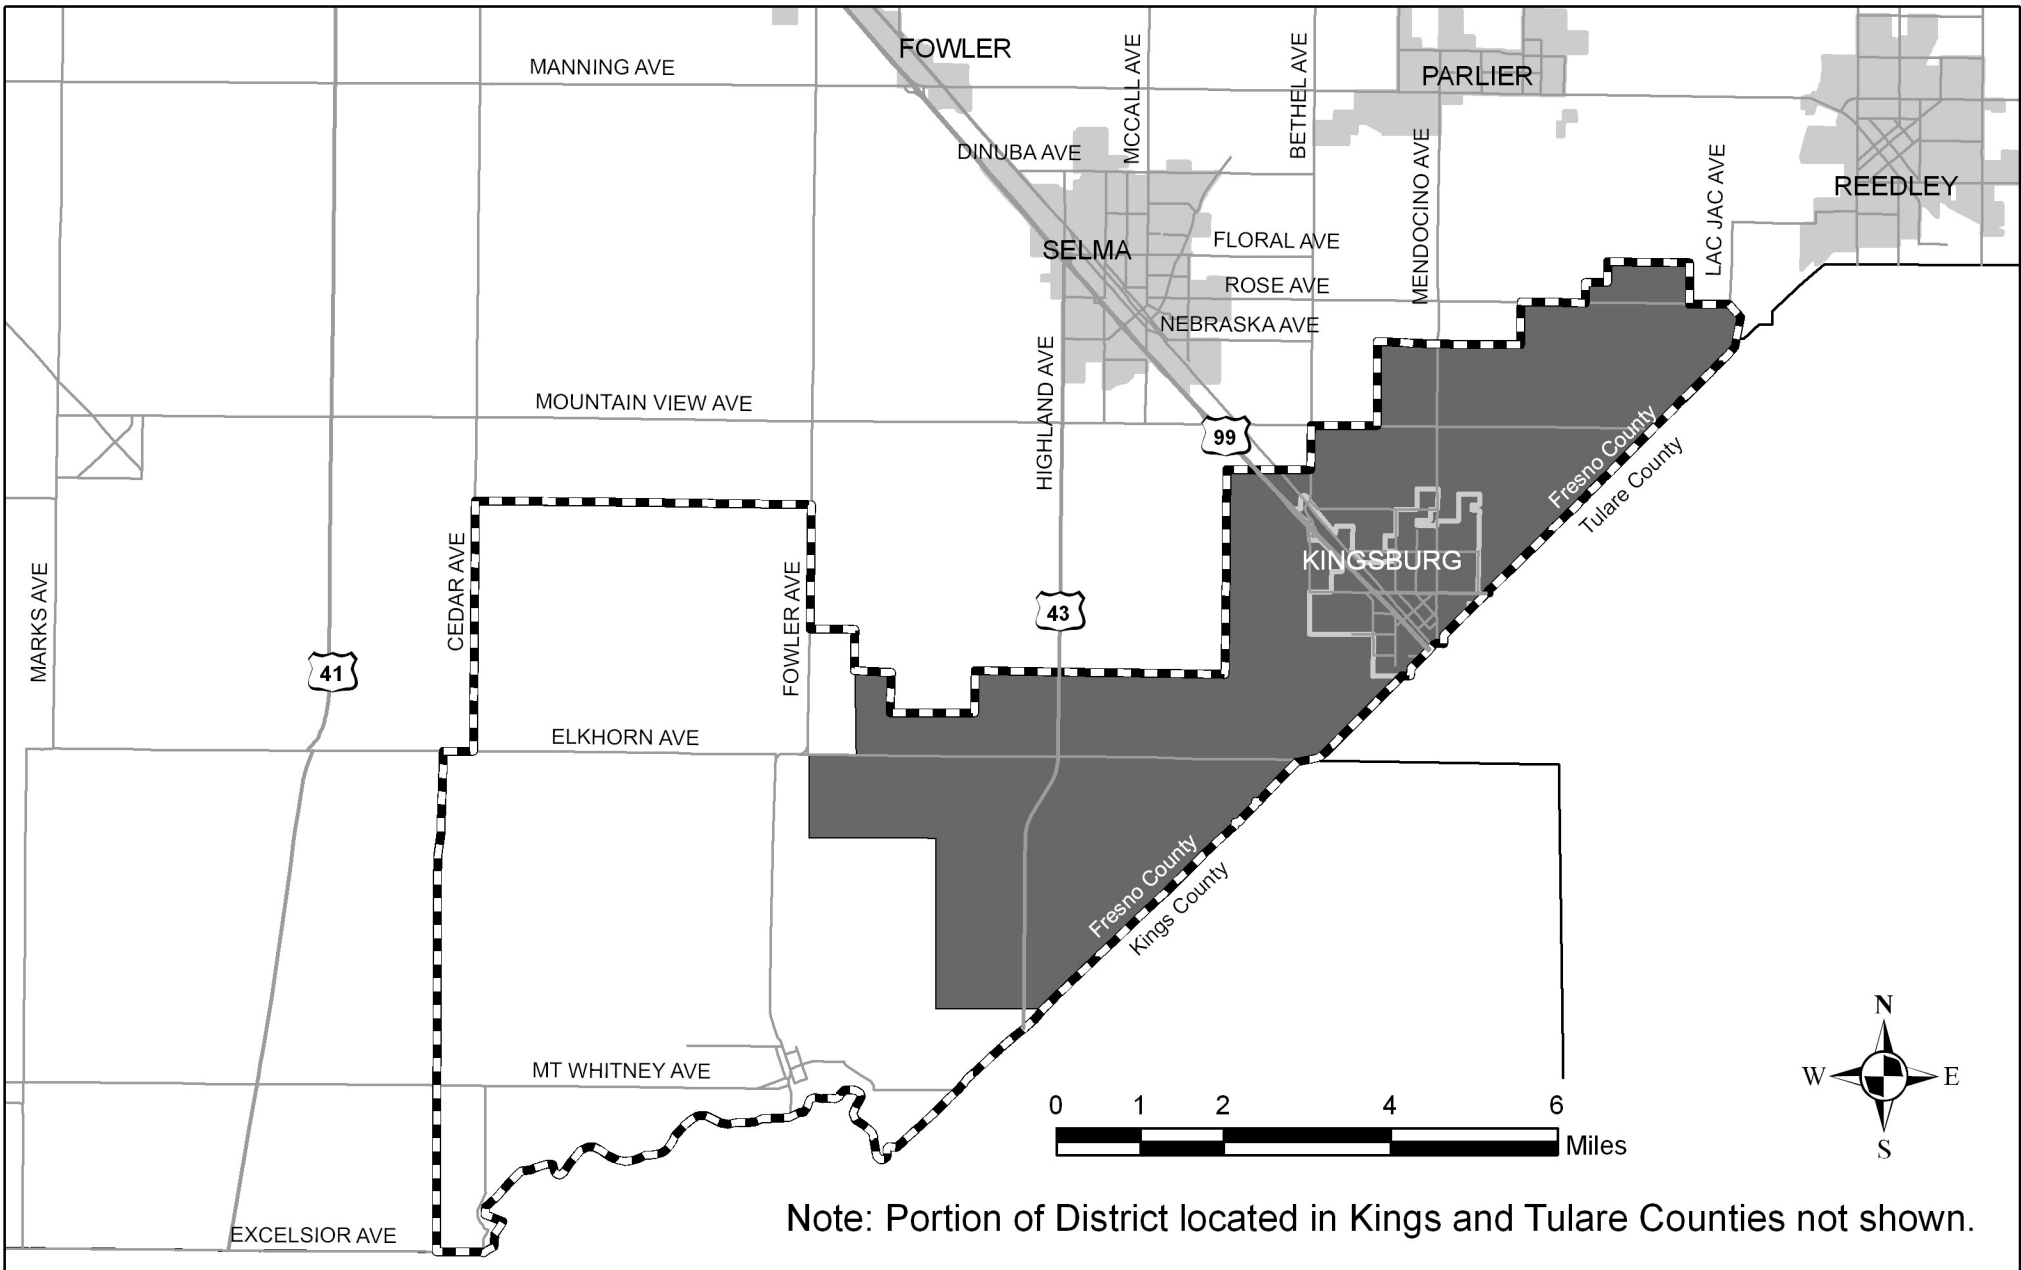 FOWLER
MANNING AVE
PARLIER
MCCALL AVE
BETHEL AVE
DINUBA AVE
MENDOCINO AVE
LAC JAC AVE
REEDLEY
SELMA
FLORAL AVE
ROSE AVE
NEBRASKA AVE
HIGHLAND AVE
MOUNTAIN VIEW AVE
99
Fresno County
Tulare County
MARKS AVE
CEDAR AVE
FOWLER AVE
KINGSBURG
43
41
ELKHORN AVE
Fresno County
Kings County
MT WHITNEY AVE
N
W
E
S
0 1 2 4 6
Miles
EXCELSIOR AVE
Note: Portion of District located in Kings and Tulare Counties not shown.